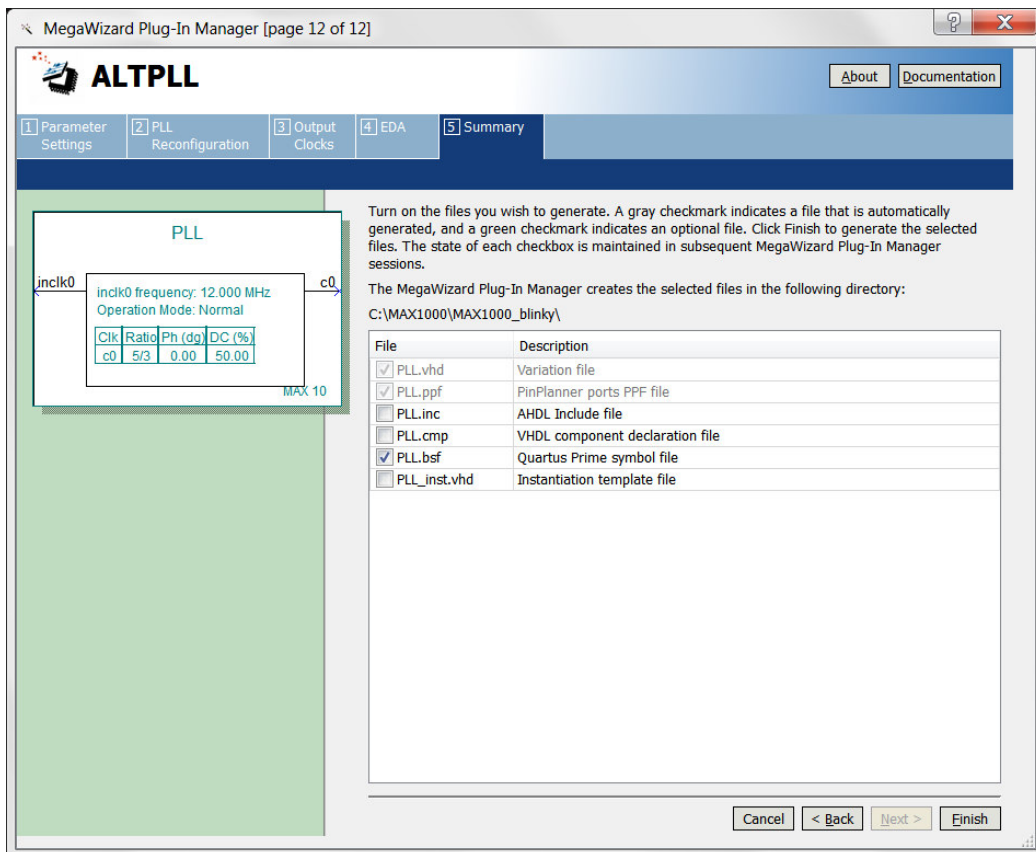 MegaWizard Plug-In Manager [page 12 of 12]
ALTPLL
About
Documentation
1 Parameter Settings
2 PLL Reconfiguration
3 Output Clocks
4 EDA
5 Summary
PLL
inclk0
c0
inclk0 frequency: 12.000 MHz
Operation Mode: Normal
Clk Ratio Ph (dg) DC (%)
c0 5/3 0.00 50.00
MAX 10
Turn on the files you wish to generate. A gray checkmark indicates a file that is automatically
generated, and a green checkmark indicates an optional file. Click Finish to generate the selected
files. The state of each checkbox is maintained in subsequent MegaWizard Plug-In Manager
sessions.
The MegaWizard Plug-In Manager creates the selected files in the following directory:
C:\MAX1000\MAX1000_blinky\
File Description
PLL.vhd Variation file
PLL.ppf PinPlanner ports PPF file
PLL.inc AHDL Include file
PLL.cmp VHDL component declaration file
PLL.bsf Quartus Prime symbol file
PLL_inst.vhd Instantiation template file
Cancel
< Back
Next >
Finish